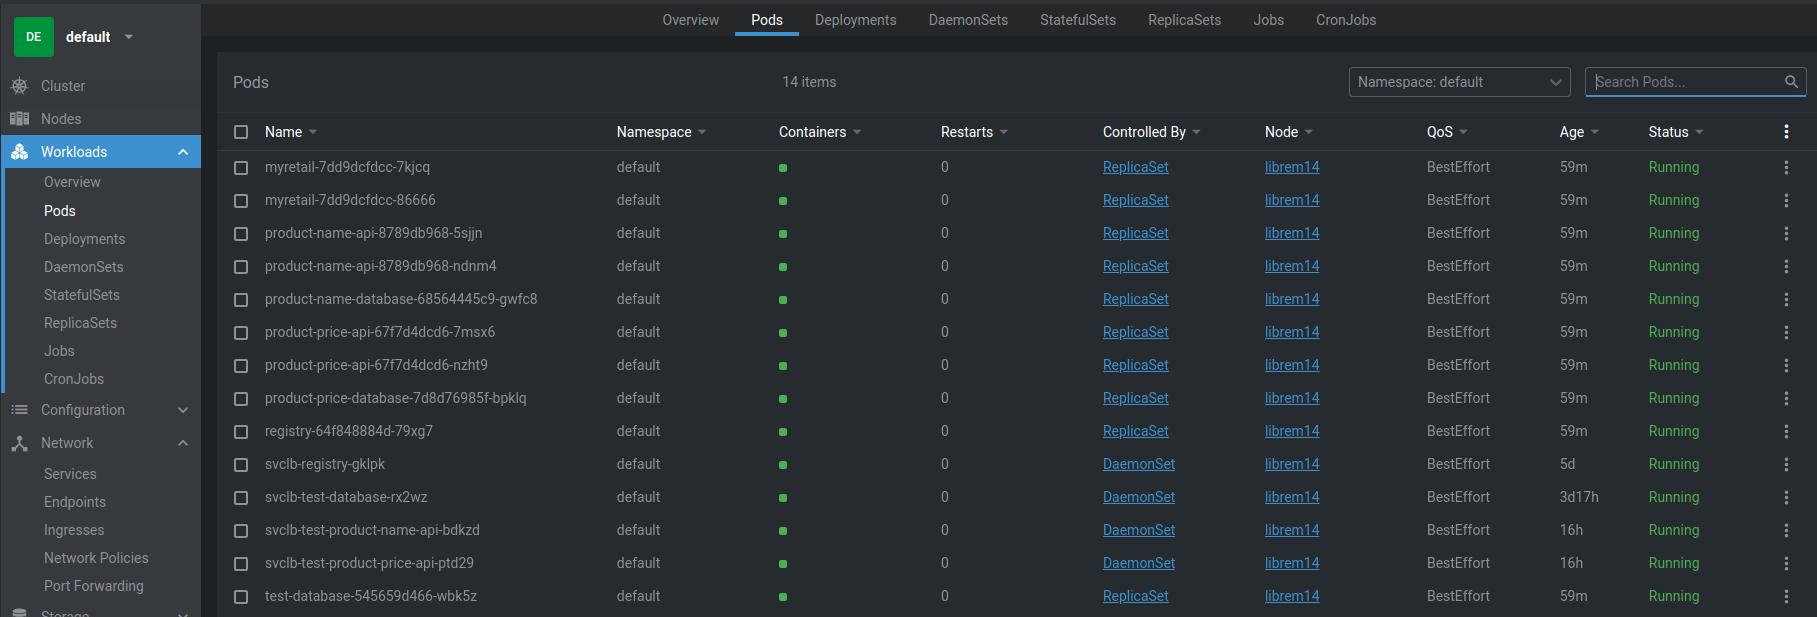 DE default
Cluster
Nodes
Workloads
Overview
Pods
Deployments
DaemonSets
StatefulSets
ReplicaSets
Jobs
CronJobs
Configuration
Network
Services
Endpoints
Ingresses
Network Policies
Port Forwarding
Storage
Overview Pods Deployments DaemonSets StatefulSets ReplicaSets Jobs CronJobs
Pods 14 items Namespace: default Search Pods...
Name Namespace Containers Restarts Controlled By Node QoS Age Status
myretail-7dd9dcfdcc-7kjcq default 0 ReplicaSet librem14 BestEffort 59m Running
myretail-7dd9dcfdcc-86666 default 0 ReplicaSet librem14 BestEffort 59m Running
product-name-api-8789db968-5sjjn default 0 ReplicaSet librem14 BestEffort 59m Running
product-name-api-8789db968-ndnm4 default 0 ReplicaSet librem14 BestEffort 59m Running
product-name-database-68564445c9-gwfc8 default 0 ReplicaSet librem14 BestEffort 59m Running
product-price-api-67f7d4dcd6-7msx6 default 0 ReplicaSet librem14 BestEffort 59m Running
product-price-api-67f7d4dcd6-nzht9 default 0 ReplicaSet librem14 BestEffort 59m Running
product-price-database-7d8d76985f-bpklq default 0 ReplicaSet librem14 BestEffort 59m Running
registry-64f848884d-79xg7 default 0 ReplicaSet librem14 BestEffort 59m Running
svclb-registry-gklpk default 0 DaemonSet librem14 BestEffort 5d Running
svclb-test-database-rx2wz default 0 DaemonSet librem14 BestEffort 3d17h Running
svclb-test-product-name-api-bdkzd default 0 DaemonSet librem14 BestEffort 16h Running
svclb-test-product-price-api-ptd29 default 0 DaemonSet librem14 BestEffort 16h Running
test-database-545659d466-wbk5z default 0 ReplicaSet librem14 BestEffort 59m Running